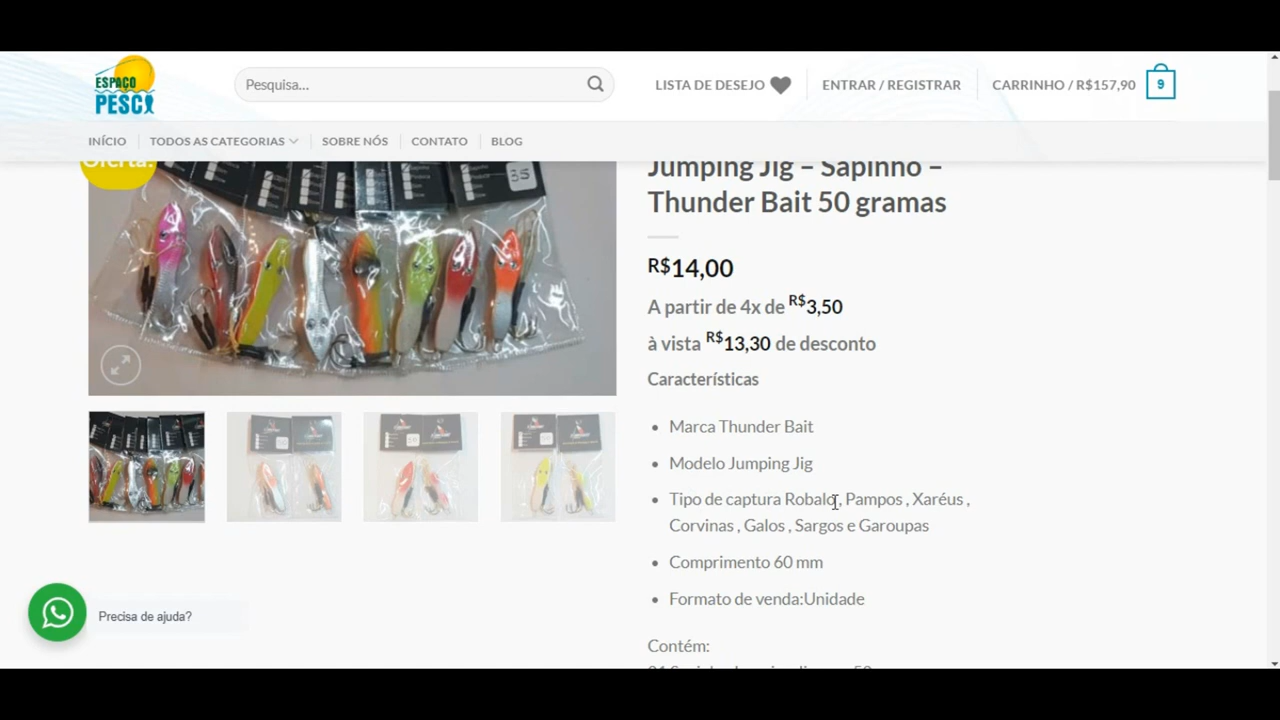 ESPAÇO
PESCA
Pesquisa...
LISTA DE DESEJO
ENTRAR / REGISTRAR
CARRINHO / R$157,90
9
INÍCIO
TODOS AS CATEGORIAS
SOBRE NÓS
CONTATO
BLOG
Oferta!
35
Jumping Jig – Sapinho –
Thunder Bait 50 gramas
R$14,00
A partir de 4x de R$3,50
à vista R$13,30 de desconto
Características
• Marca Thunder Bait
• Modelo Jumping Jig
• Tipo de captura Robalo , Pampos , Xaréus ,
Corvinas , Galos , Sargos e Garoupas
• Comprimento 60 mm
• Formato de venda:Unidade
Contém:
Precisa de ajuda?